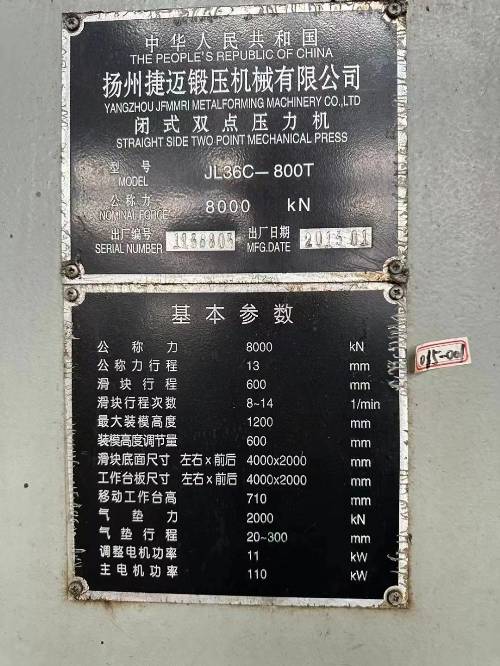 中华人民共和国
THE PEOPLE'S REPUBLIC OF CHINA
扬州捷迈锻压机械有限公司
YANGZHOU JFMMRI METALFORMING MACHINERY CO.,LTD
闭式双点压力机
STRAIGHT SIDE TWO POINT MECHANICAL PRESS
型号 MODEL JL36C-800T
公称力 NOMINAL FORCE 8000 kN
出厂编号 SERIAL NUMBER 出厂日期 MFG.DATE 2013 01
基本参数
公称力 8000 kN
公称力行程 13 mm
滑块行程 600 mm
滑块行程次数 8~14 1/min
最大装模高度 1200 mm
装模高度调节量 600 mm
滑块底面尺寸 左右x前后 4000x2000 mm
工作台板尺寸 左右x前后 4000x2000 mm
移动工作台高 710 mm
气垫力 2000 kN
气垫行程 20~300 mm
调整电机功率 11 kW
主电机功率 110 kW
015-001